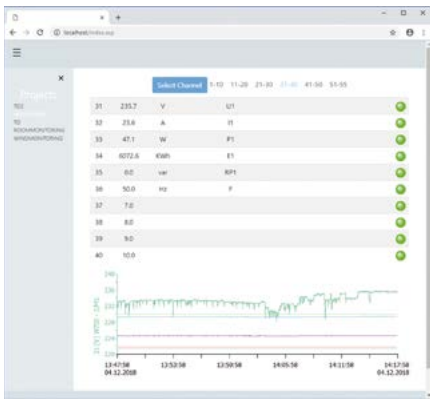 localhost/index.asp
Projects
Select Channel 1-10 11-20 21-30 31-40 41-50 51-55
31 235.7 V U1
32 23.6 A I1
33 47.1 W P1
34 6072.6 KWh E1
35 0.0 var RP1
36 50.0 Hz F
37 7.0
38 8.0
39 9.0
40 10.0
ROOMMONITORING
WINDMONITORING
13:47:58 13:53:58 13:59:58 14:05:58 14:11:58 14:17:58
04.12.2018 04.12.2018